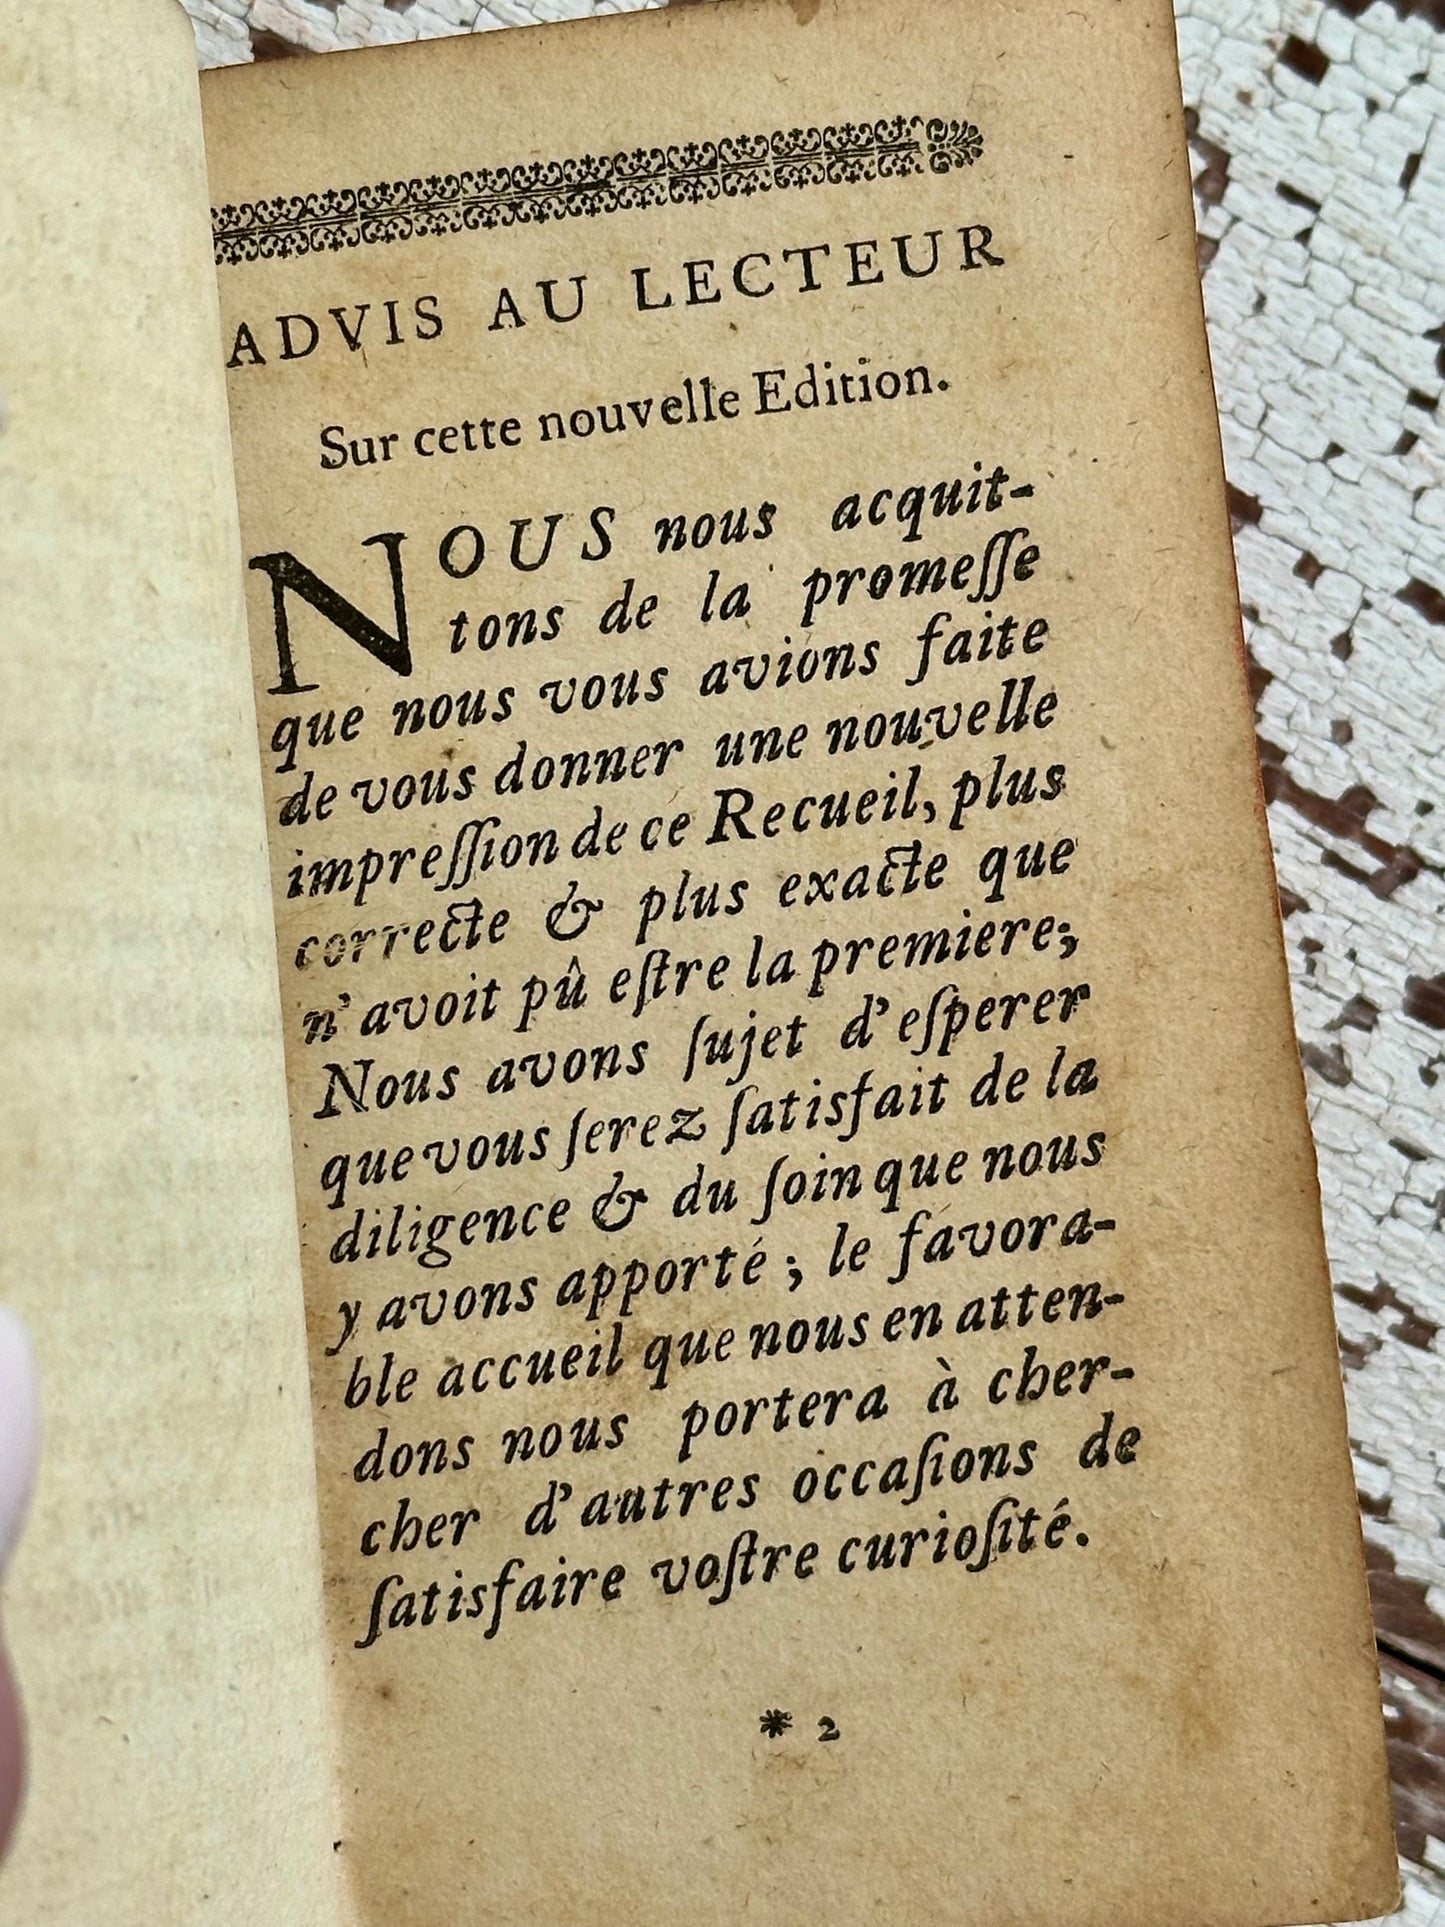 ADVIS AU LECTEUR
Sur cette nouvelle Edition.
NOUS nous acquit-
tons de la promeſſe
que nous vous avions faite
de vous donner une nouvelle
impreſſion de ce Recueil, plus
correcte & plus exacte que
n'avoit pû eſtre la premiere;
Nous avons ſujet d'eſperer
que vous ſerez ſatisfait de la
diligence & du ſoin que nous
y avons apporté ; le favora-
ble accueil que nous en atten-
dons nous portera à cher-
cher d'autres occaſions de
ſatisfaire voſtre curioſité.
* 2